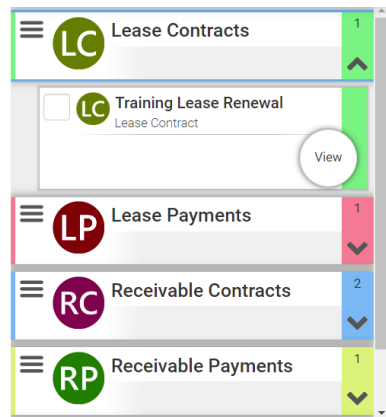 LC Lease Contracts 1
LC Training Lease Renewal
Lease Contract
View
LP Lease Payments 1
RC Receivable Contracts 2
RP Receivable Payments 1